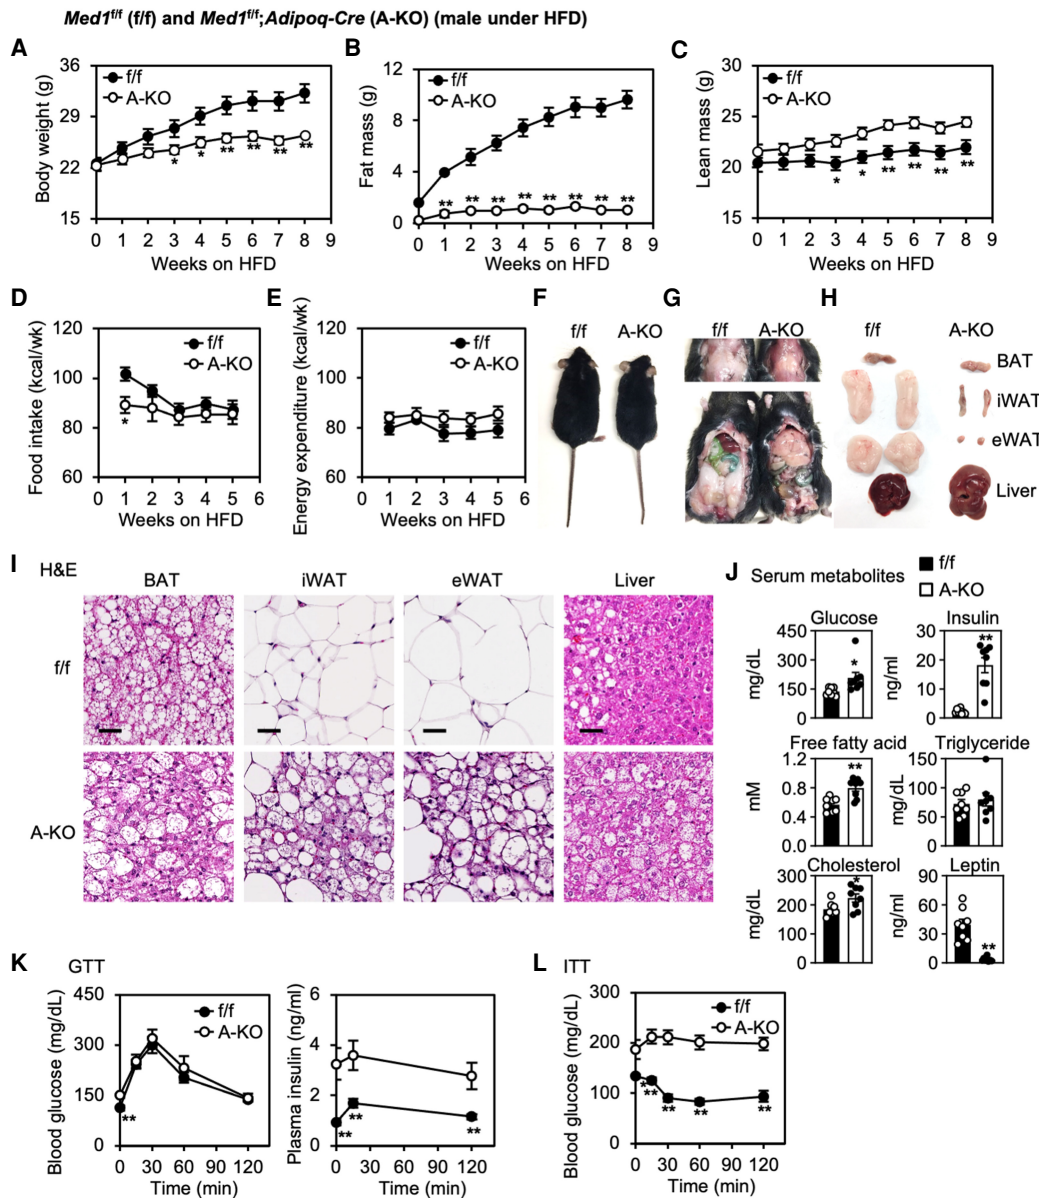 Med1f/f (f/f) and Med1f/f;Adipoq-Cre (A-KO) (male under HFD)
A
36
29
22
15
Body weight (g)
f/f
A-KO
* * ** ** ** **
0 1 2 3 4 5 6 7 8 9
Weeks on HFD
B
12
8
4
0
Fat mass (g)
f/f
A-KO
** ** ** ** ** ** ** **
0 1 2 3 4 5 6 7 8 9
Weeks on HFD
C
30
25
20
15
Lean mass (g)
f/f
A-KO
* * ** ** ** **
0 1 2 3 4 5 6 7 8 9
Weeks on HFD
D
120
100
80
60
Food intake (kcal/wk)
f/f
A-KO
*
0 1 2 3 4 5 6
Weeks on HFD
E
120
100
80
60
Energy expenditure (kcal/wk)
f/f
A-KO
0 1 2 3 4 5 6
Weeks on HFD
F
f/f A-KO
G
f/f A-KO
H
f/f A-KO
BAT
iWAT
eWAT
Liver
I
H&E
BAT iWAT eWAT Liver
f/f
A-KO
J Serum metabolites
f/f
A-KO
Glucose
450
300
150
0
mg/dL
*
Insulin
30
20
10
0
ng/ml
**
Free fatty acid
1.2
0.8
0.4
0.0
mM
**
Triglyceride
150
100
50
0
mg/dL
Cholesterol
300
200
100
0
mg/dL
*
Leptin
90
60
30
0
ng/ml
**
K GTT
450
300
150
0
Blood glucose (mg/dL)
f/f
A-KO
**
0 30 60 90 120
Time (min)
6
4
2
0
Plasma insulin (ng/ml)
** ** **
0 30 60 90 120
Time (min)
L ITT
300
200
100
0
Blood glucose (mg/dL)
f/f
A-KO
* ** ** ** **
0 30 60 90 120
Time (min)